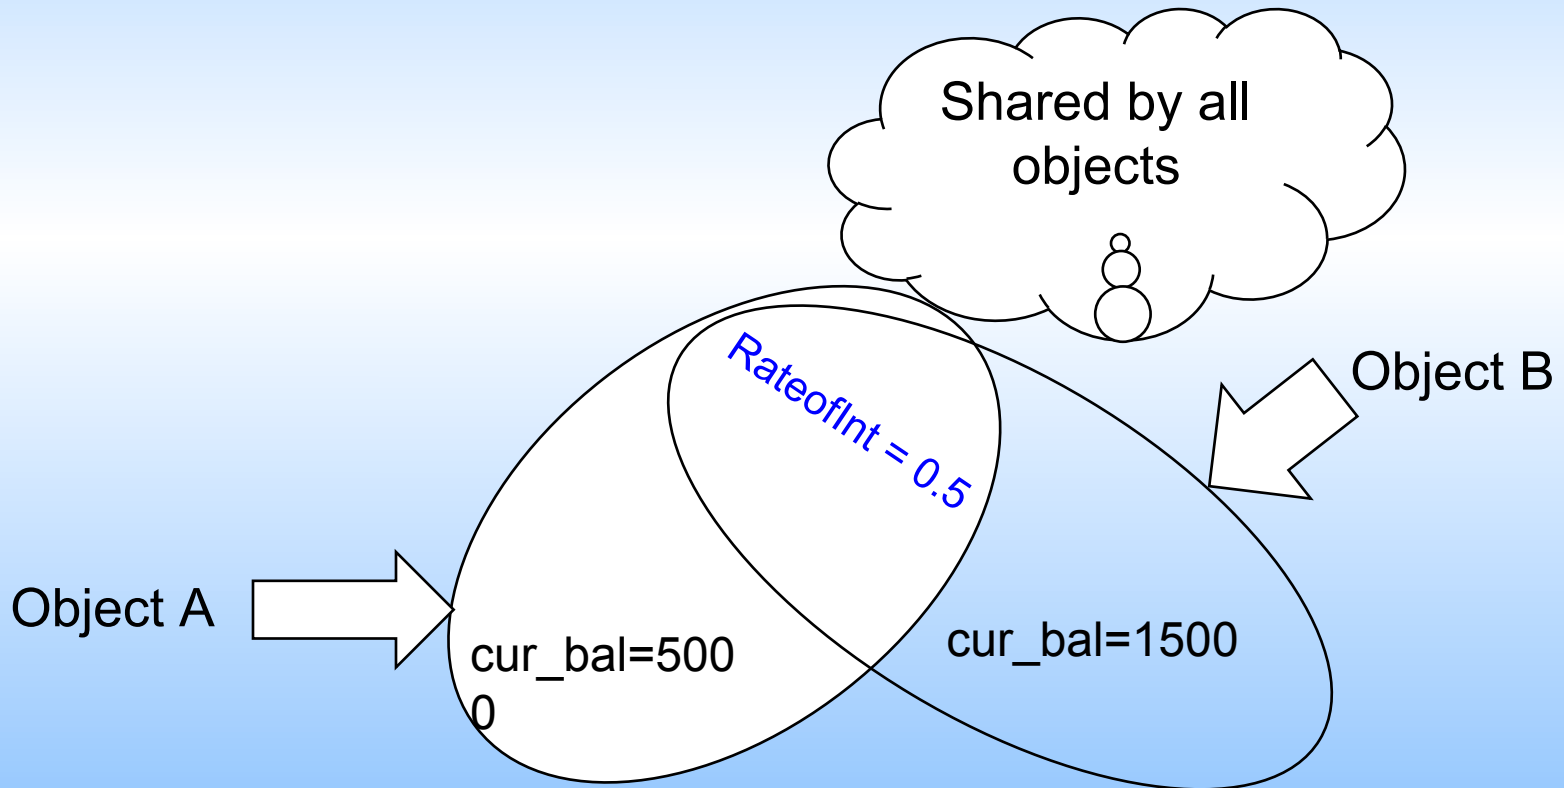 Shared by all
objects
RateofInt = 0.5
Object B
Object A
cur_bal=500
0
cur_bal=1500